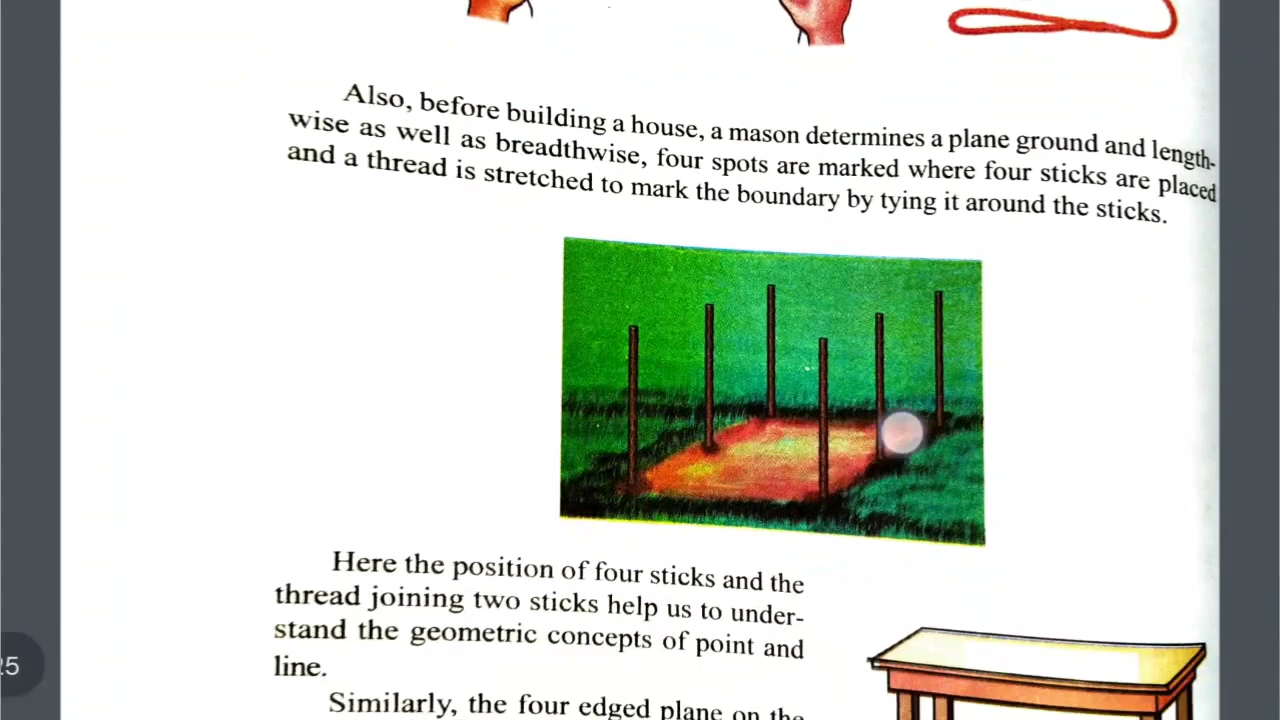 Also, before building a house, a mason determines a plane ground and length-
wise as well as breadthwise, four spots are marked where four sticks are placed
and a thread is stretched to mark the boundary by tying it around the sticks.
Here the position of four sticks and the
thread joining two sticks help us to under-
stand the geometric concepts of point and
line.
25
Similarly, the four edged plane on the